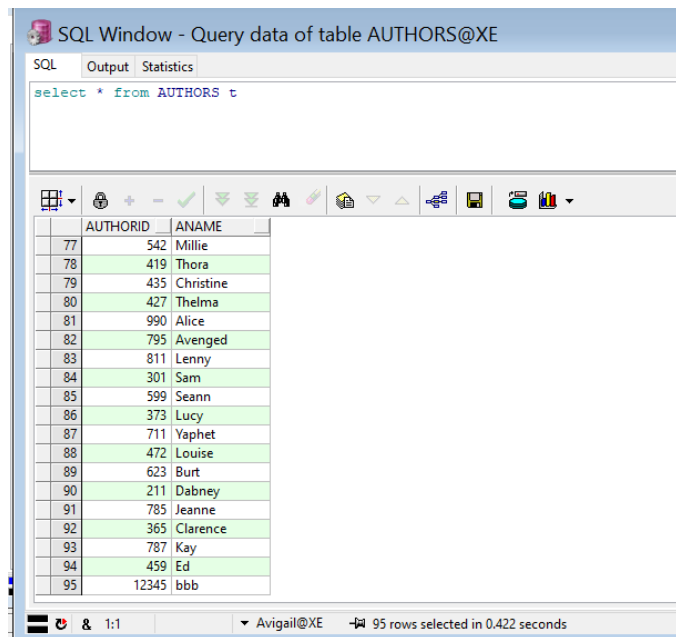 SQL Window - Query data of table AUTHORS@XE
SQL Output Statistics
select * from AUTHORS t
AUTHORID ANAME
77 542 Millie
78 419 Thora
79 435 Christine
80 427 Thelma
81 990 Alice
82 795 Avenged
83 811 Lenny
84 301 Sam
85 599 Seann
86 373 Lucy
87 711 Yaphet
88 472 Louise
89 623 Burt
90 211 Dabney
91 785 Jeanne
92 365 Clarence
93 787 Kay
94 459 Ed
95 12345 bbb
& 1:1 Avigail@XE 95 rows selected in 0.422 seconds